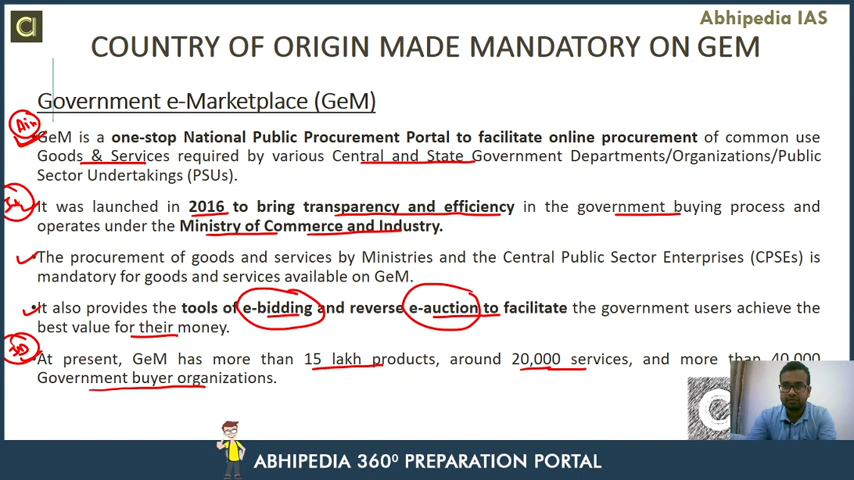 Abhipedia IAS
COUNTRY OF ORIGIN MADE MANDATORY ON GEM
Government e-Marketplace (GeM)
GeM is a one-stop National Public Procurement Portal to facilitate online procurement of common use
Goods & Services required by various Central and State Government Departments/Organizations/Public
Sector Undertakings (PSUs).
It was launched in 2016 to bring transparency and efficiency in the government buying process and
operates under the Ministry of Commerce and Industry.
The procurement of goods and services by Ministries and the Central Public Sector Enterprises (CPSEs) is
mandatory for goods and services available on GeM.
•It also provides the tools of e-bidding and reverse e-auction to facilitate the government users achieve the
best value for their money.
At present, GeM has more than 15 lakh products, around 20,000 services, and more than 40,000
Government buyer organizations.
ABHIPEDIA 360⁰ PREPARATION PORTAL